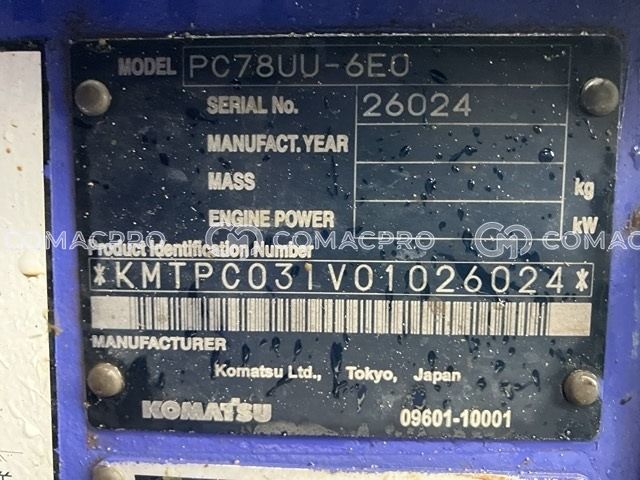 MODEL PC78UU-6E0
SERIAL No. 26024
MANUFACT. YEAR
MASS kg
ENGINE POWER kW
COMACPRO COMACPRO COMACPRO
Product Identification Number
*KMTPC031V01026024*
MANUFACTURER
Komatsu Ltd., Tokyo, Japan
KOMATSU 09601-10001